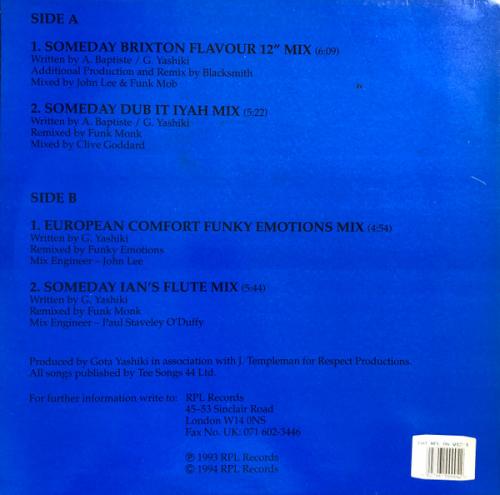 SIDE A
1. SOMEDAY BRIXTON FLAVOUR 12" MIX (6:09)
Written by A. Baptiste / G. Yashiki
Additional Production and Remix by Blacksmith
Mixed by John Lee & Funk Mob
2. SOMEDAY DUB IT IYAH MIX (5:22)
Written by A. Baptiste / G. Yashiki
Remixed by Funk Monk
Mixed by Clive Goddard
SIDE B
1. EUROPEAN COMFORT FUNKY EMOTIONS MIX (4:54)
Written by G. Yashiki
Remixed by Funky Emotions
Mix Engineer – John Lee
2. SOMEDAY IAN'S FLUTE MIX (5:44)
Written by G. Yashiki
Remixed by Funk Monk
Mix Engineer – Paul Staveley O'Duffy
Produced by Gota Yashiki in association with J. Templeman for Respect Productions.
All songs published by Tee Songs 44 Ltd.
For further information write to: RPL Records
45–53 Sinclair Road
London W14 0NS
Fax No. UK: 071 602-3446
℗ 1993 RPL Records
© 1994 RPL Records